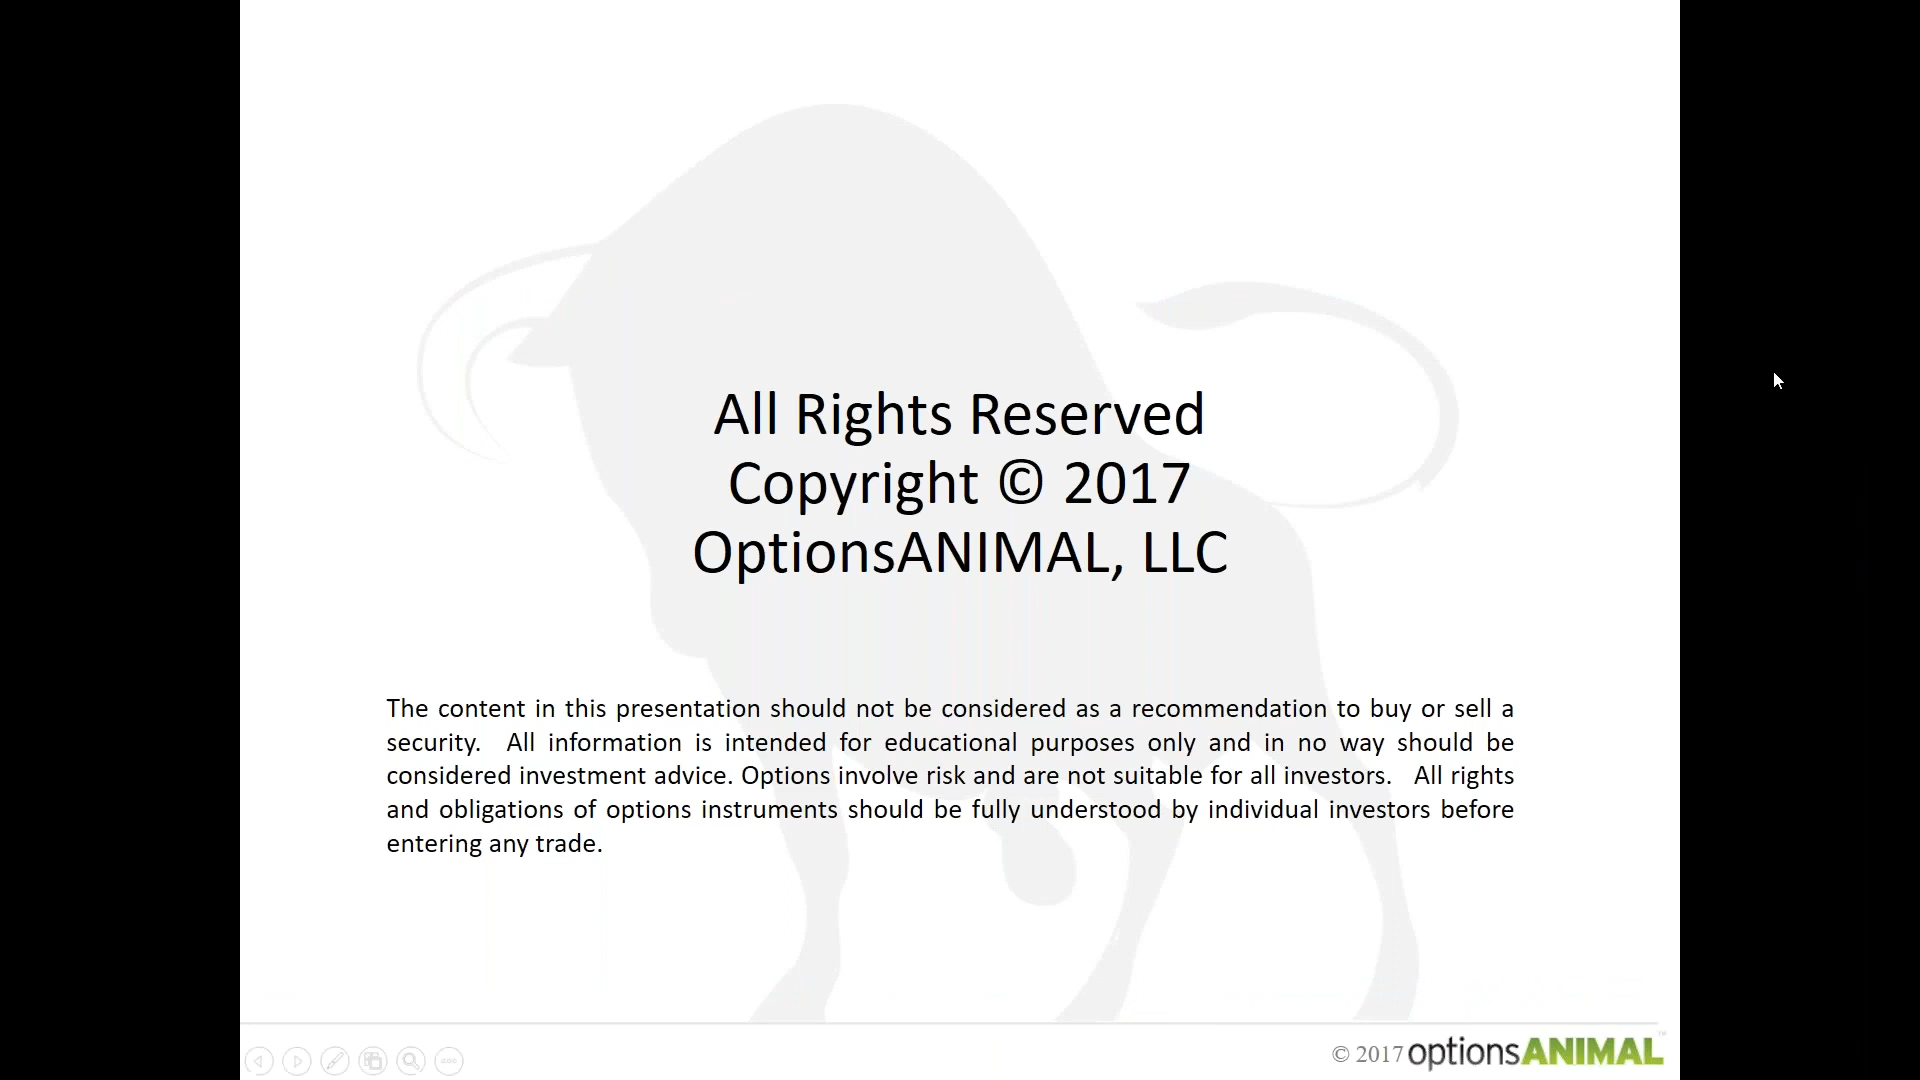 All Rights Reserved
Copyright © 2017
OptionsANIMAL, LLC
The content in this presentation should not be considered as a recommendation to buy or sell a
security. All information is intended for educational purposes only and in no way should be
considered investment advice. Options involve risk and are not suitable for all investors. All rights
and obligations of options instruments should be fully understood by individual investors before
entering any trade.
© 2017 optionsANIMAL™